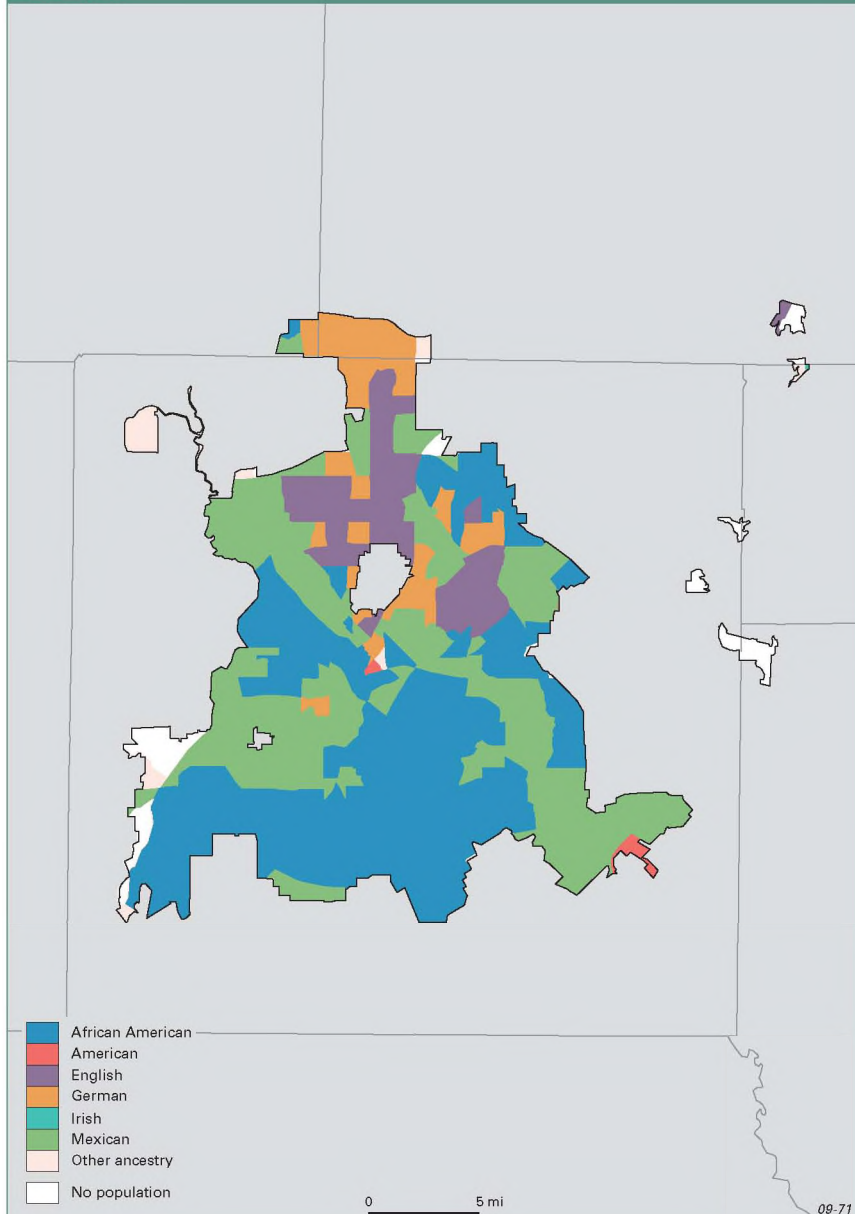 African American
American
English
German
Irish
Mexican
Other ancestry
No population
0 5 mi
09-71